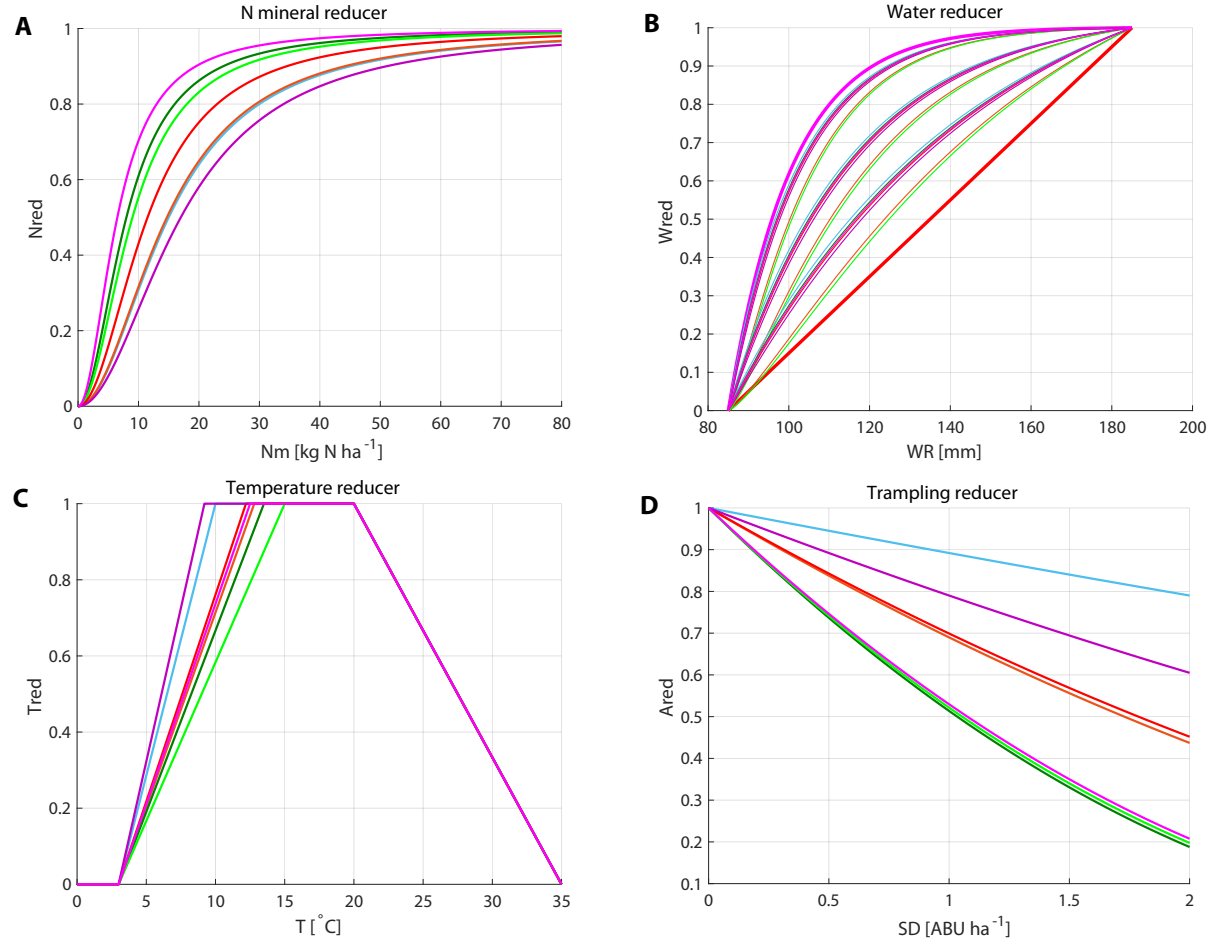 A
N mineral reducer
1
0.8
0.6
0.4
0.2
0
Nred
0 10 20 30 40 50 60 70 80
Nm [kg N ha⁻¹]
B
Water reducer
1
0.9
0.8
0.7
0.6
0.5
0.4
0.3
0.2
0.1
0
Wred
80 100 120 140 160 180 200
WR [mm]
C
Temperature reducer
1
0.8
0.6
0.4
0.2
0
Tred
0 5 10 15 20 25 30 35
T [˚C]
D
Trampling reducer
1
0.9
0.8
0.7
0.6
0.5
0.4
0.3
0.2
0.1
Ared
0 0.5 1 1.5 2
SD [ABU ha⁻¹]